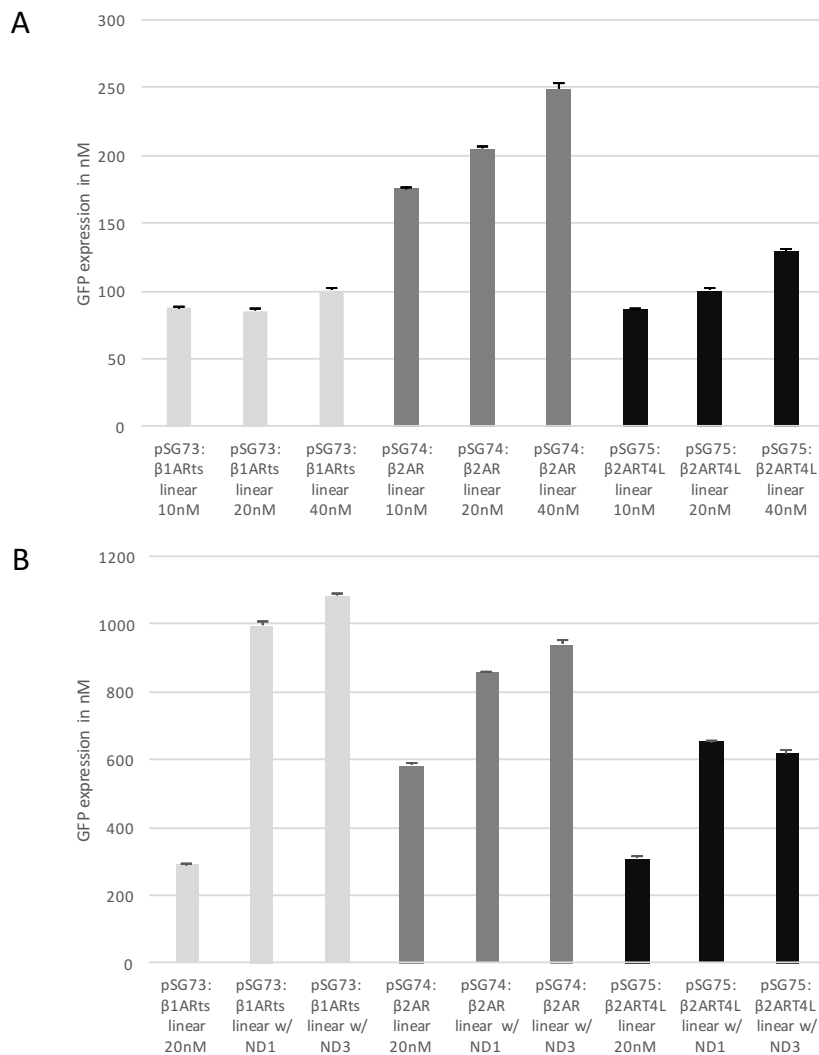 A
300
250
200
150
100
50
0
GFP expression in nM
pSG73: pSG73: pSG73: pSG74: pSG74: pSG74: pSG75: pSG75: pSG75:
β1ARts β1ARts β1ARts β2AR β2AR β2AR β2ART4L β2ART4L β2ART4L
linear linear linear linear linear linear linear linear linear
10nM 20nM 40nM 10nM 20nM 40nM 10nM 20nM 40nM
B
1200
1000
800
600
400
200
0
GFP expression in nM
pSG73: pSG73: pSG73: pSG74: pSG74: pSG74: pSG75: pSG75: pSG75:
β1ARts β1ARts β1ARts β2AR β2AR β2AR β2ART4L β2ART4L β2ART4L
linear linear w/ linear w/ linear linear w/ linear w/ linear linear w/ linear w/
20nM ND1 ND3 20nM ND1 ND3 20nM ND1 ND3